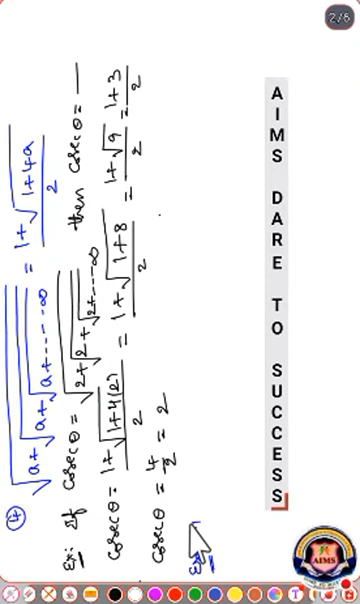 ④ √(a+√(a+√(a+----∞))) = (1+√(1+4a))/2
Ex: If cosecθ = √(2+√(2+√(2+----∞))) then cosecθ = —
cosecθ = (1+√(1+4(2)))/2 = (1+√(1+8))/2 = (1+√9)/2 = (1+3)/2
cosecθ = 4/2 = 2
Ex:
AIMS DARE TO SUCCESS
2/6
AIMS